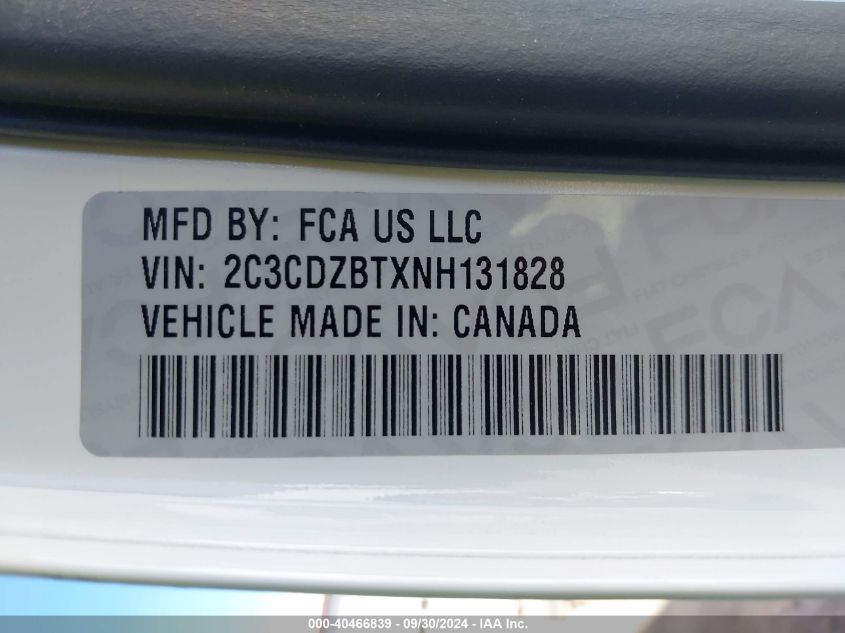 MFD BY: FCA US LLC
VIN: 2C3CDZBTXNH131828
VEHICLE MADE IN: CANADA
000-40466839 - 09/30/2024 - IAA Inc.